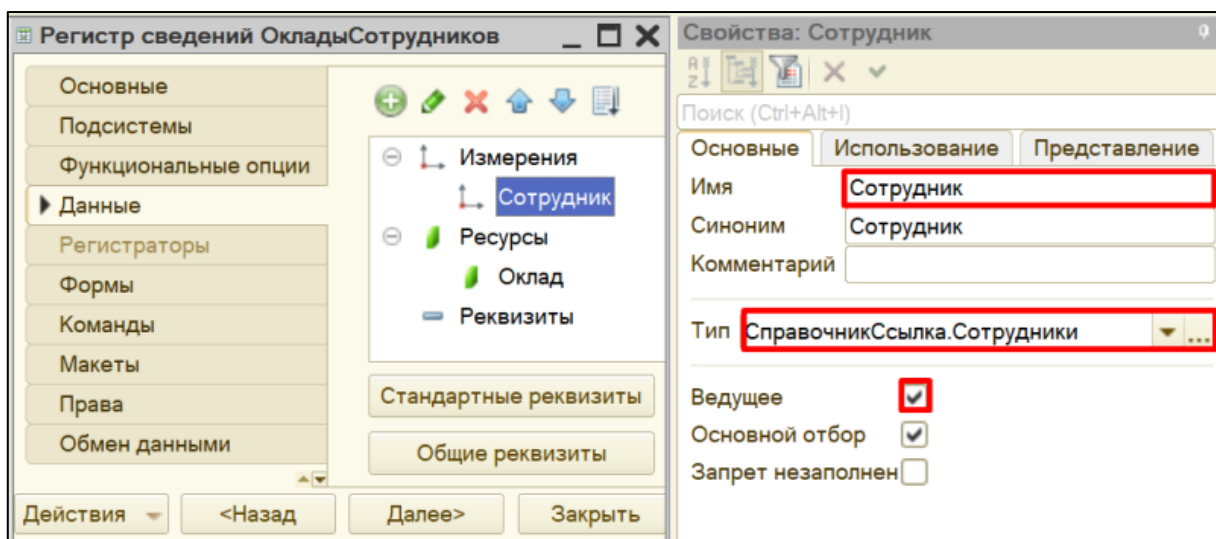 Регистр сведений ОкладыСотрудников
Основные
Подсистемы
Функциональные опции
Данные
Регистраторы
Формы
Команды
Макеты
Права
Обмен данными
Измерения
Сотрудник
Ресурсы
Оклад
Реквизиты
Стандартные реквизиты
Общие реквизиты
Действия
<Назад
Далее>
Закрыть
Свойства: Сотрудник
Поиск (Ctrl+Alt+I)
Основные Использование Представление
Имя Сотрудник
Синоним Сотрудник
Комментарий
Тип СправочникСсылка.Сотрудники ...
Ведущее
Основной отбор
Запрет незаполнен